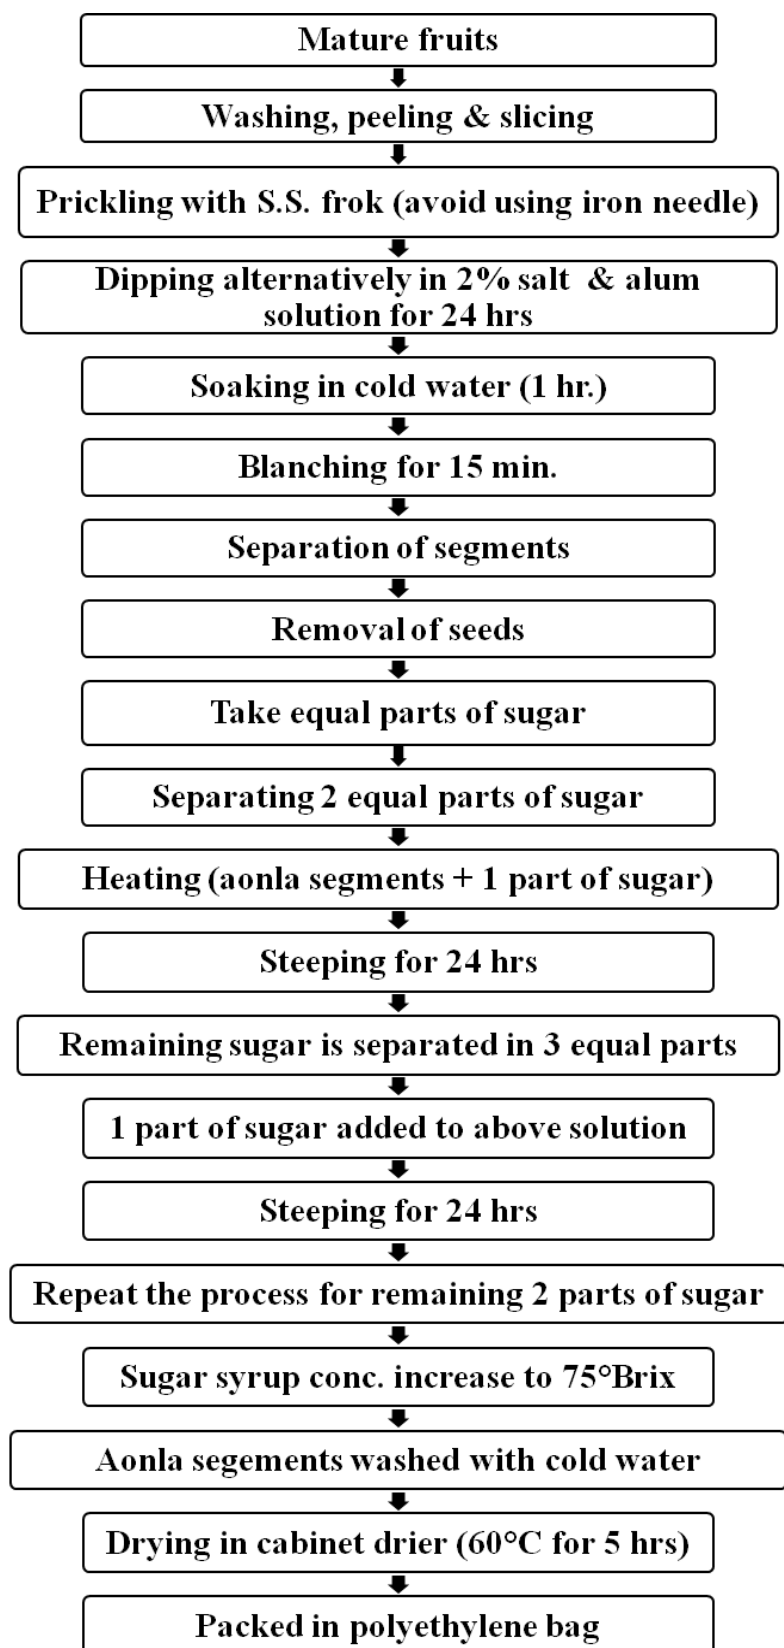 Mature fruits
Washing, peeling & slicing
Prickling with S.S. frok (avoid using iron needle)
Dipping alternatively in 2% salt & alum
solution for 24 hrs
Soaking in cold water (1 hr.)
Blanching for 15 min.
Separation of segments
Removal of seeds
Take equal parts of sugar
Separating 2 equal parts of sugar
Heating (aonla segments + 1 part of sugar)
Steeping for 24 hrs
Remaining sugar is separated in 3 equal parts
1 part of sugar added to above solution
Steeping for 24 hrs
Repeat the process for remaining 2 parts of sugar
Sugar syrup conc. increase to 75°Brix
Aonla segements washed with cold water
Drying in cabinet drier (60°C for 5 hrs)
Packed in polyethylene bag